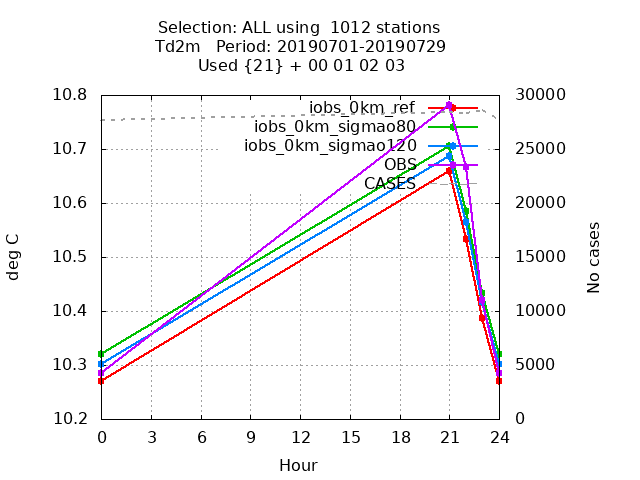 Selection: ALL using  1012 stations
Td2m   Period: 20190701-20190729
Used {21} + 00 01 02 03
10.8
10.7
10.6
10.5
10.4
10.3
10.2
deg C
iobs_0km_ref
iobs_0km_sigmao80
iobs_0km_sigmao120
OBS
CASES
30000
25000
20000
15000
10000
5000
0
No cases
0 3 6 9 12 15 18 21 24
Hour